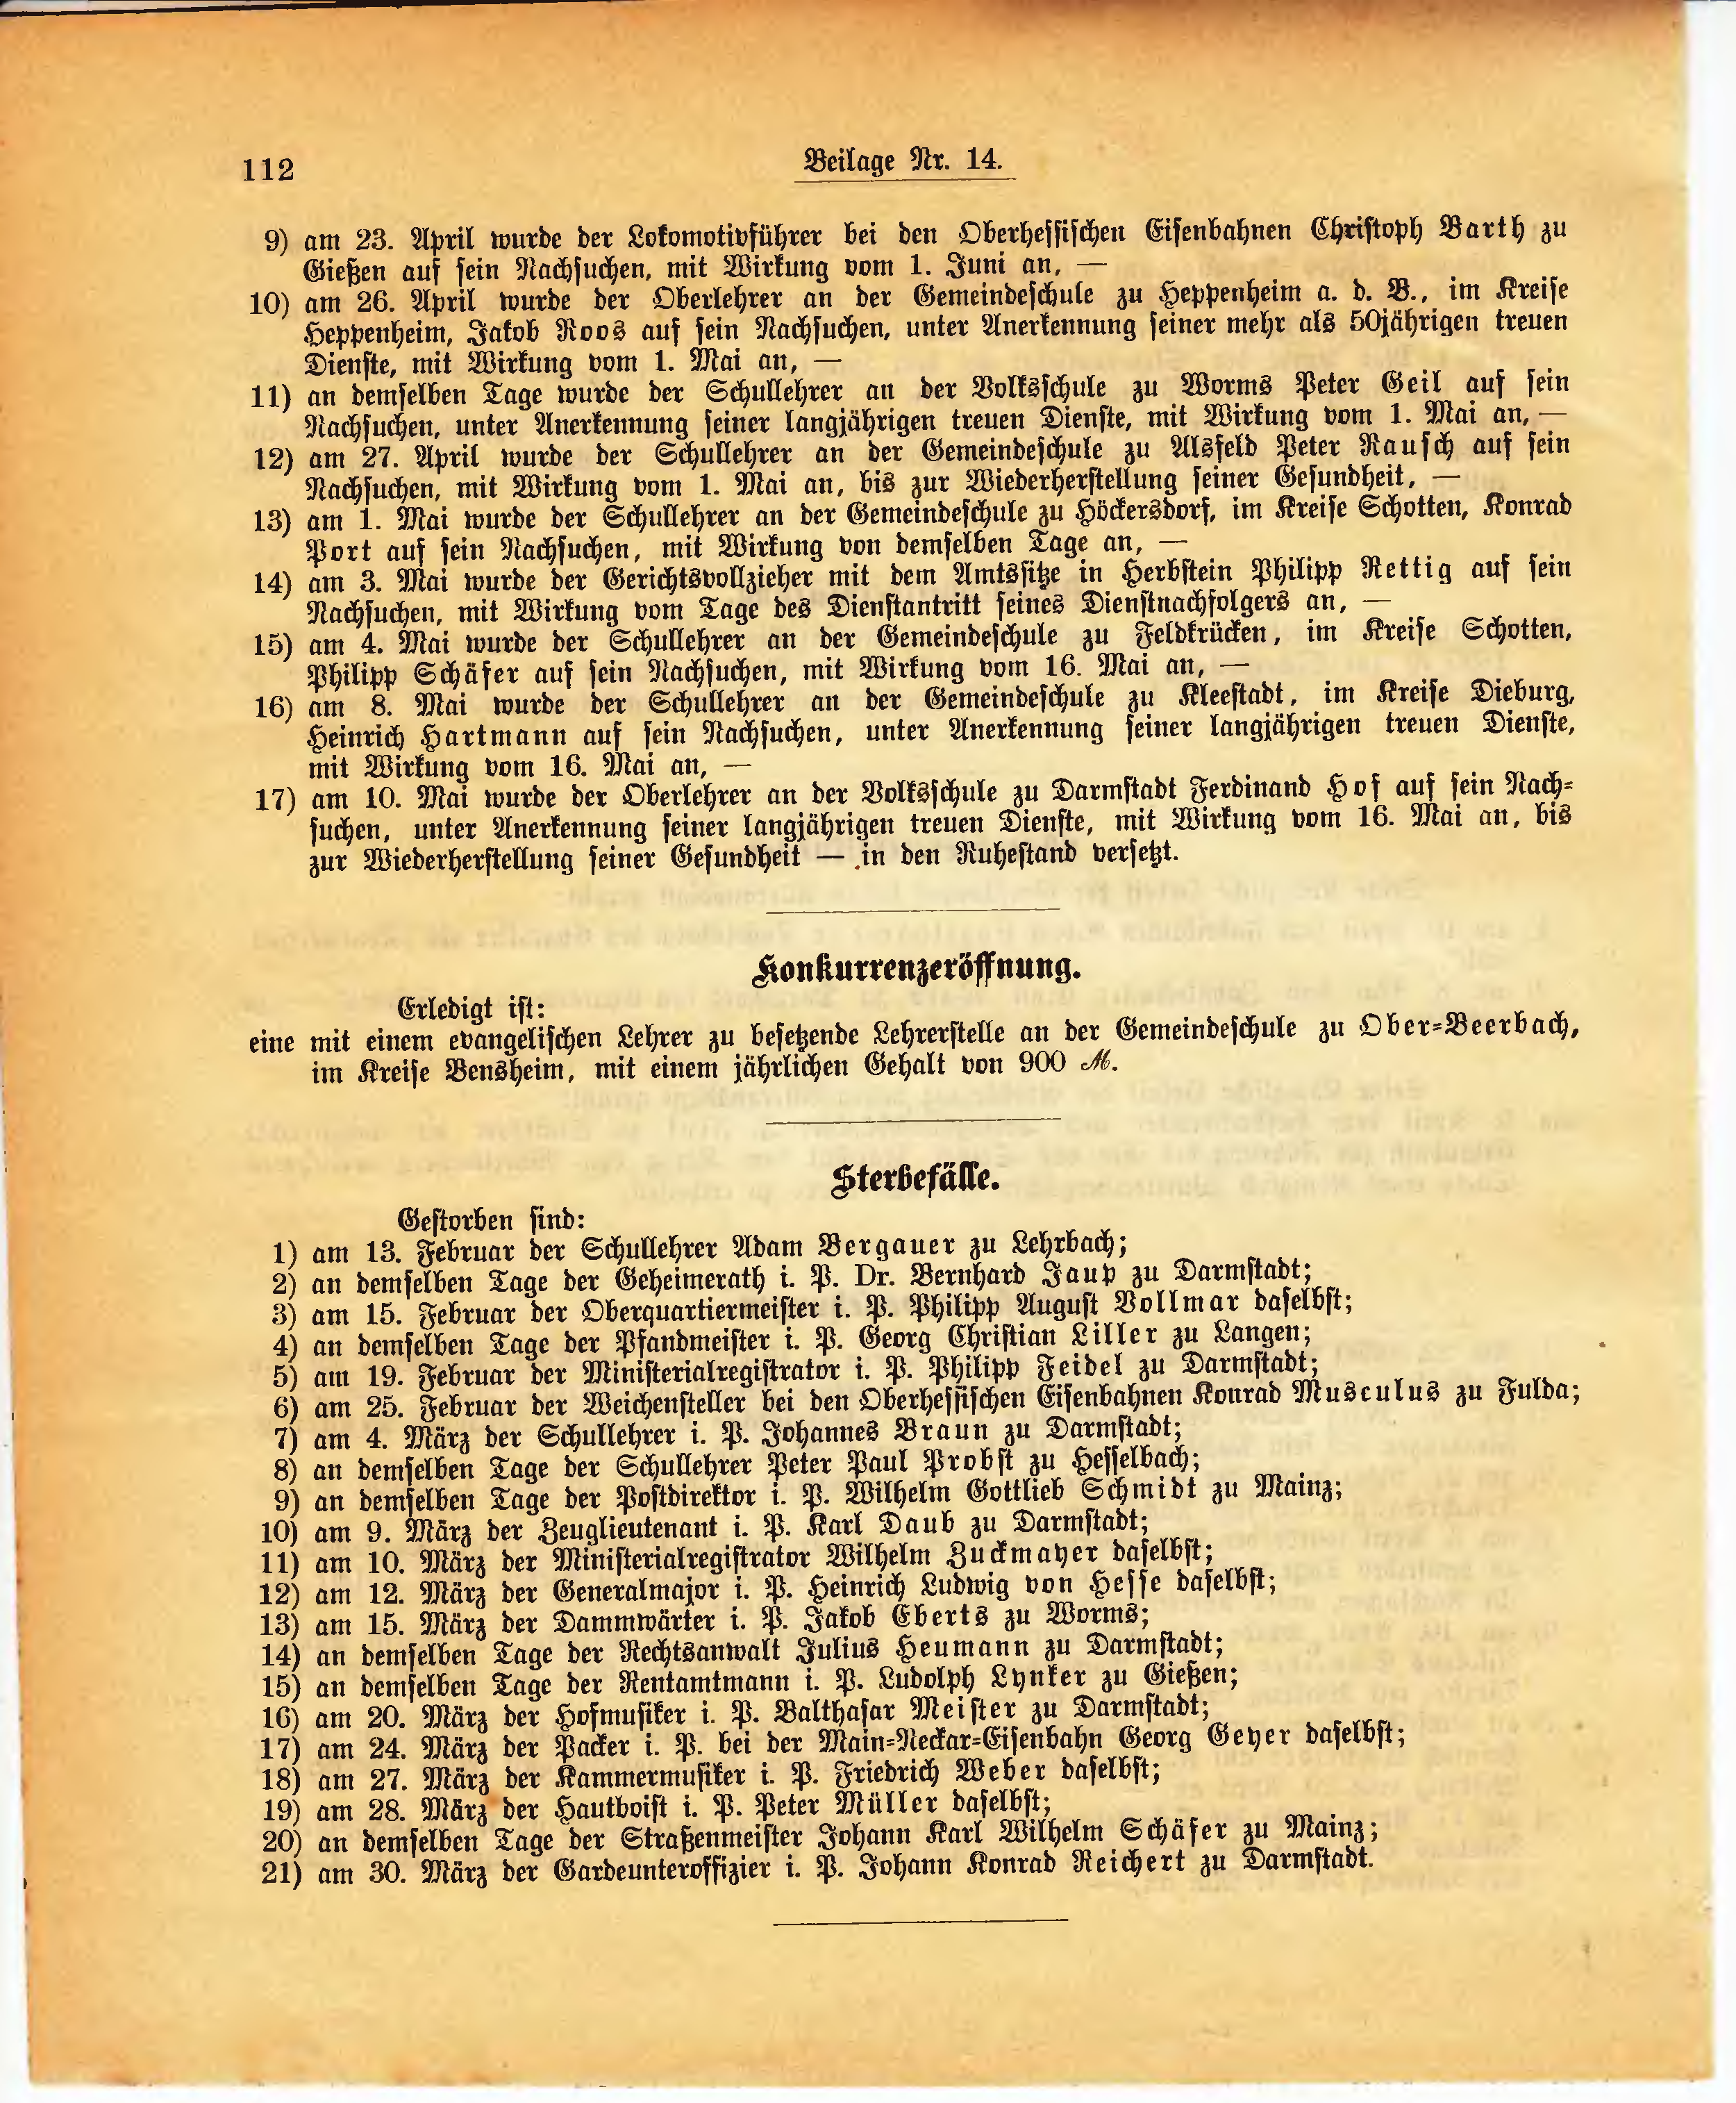 112
Beilage Nr. 14.
9) am 23. April wurde der Lokomotivführer bei den Oberhessischen Eisenbahnen Christoph Barth zu
Gießen auf sein Nachsuchen, mit Wirkung vom 1. Juni an, —
10) am 26. April wurde der Oberlehrer an der Gemeindeschule zu Heppenheim a. d. B., im Kreise
Heppenheim, Jakob Roos auf sein Nachsuchen, unter Anerkennung seiner mehr als 50jährigen treuen
Dienste, mit Wirkung vom 1. Mai an, —
11) an demselben Tage wurde der Schullehrer an der Volksschule zu Worms Peter Geil auf sein
Nachsuchen, unter Anerkennung seiner langjährigen treuen Dienste, mit Wirkung vom 1. Mai an, —
12) am 27. April wurde der Schullehrer an der Gemeindeschule zu Alsfeld Peter Rausch auf sein
Nachsuchen, mit Wirkung vom 1. Mai an, bis zur Wiederherstellung seiner Gesundheit, —
13) am 1. Mai wurde der Schullehrer an der Gemeindeschule zu Höckersdorf, im Kreise Schotten, Konrad
Port auf sein Nachsuchen, mit Wirkung von demselben Tage an, —
14) am 3. Mai wurde der Gerichtsvollzieher mit dem Amtssitze in Herbstein Philipp Rettig auf sein
Nachsuchen, mit Wirkung vom Tage des Dienstantritt seines Dienstnachfolgers an, —
15) am 4. Mai wurde der Schullehrer an der Gemeindeschule zu Feldkrücken, im Kreise Schotten,
Philipp Schäfer auf sein Nachsuchen, mit Wirkung vom 16. Mai an, —
16) am 8. Mai wurde der Schullehrer an der Gemeindeschule zu Kleestadt, im Kreise Dieburg,
Heinrich Hartmann auf sein Nachsuchen, unter Anerkennung seiner langjährigen treuen Dienste,
mit Wirkung vom 16. Mai an, —
17) am 10. Mai wurde der Oberlehrer an der Volksschule zu Darmstadt Ferdinand Hof auf sein Nach-
suchen, unter Anerkennung seiner langjährigen treuen Dienste, mit Wirkung vom 16. Mai an, bis
zur Wiederherstellung seiner Gesundheit — in den Ruhestand versetzt.
Konkurrenzeröffnung.
Erledigt ist:
eine mit einem evangelischen Lehrer zu besetzende Lehrerstelle an der Gemeindeschule zu Ober-Beerbach,
im Kreise Bensheim, mit einem jährlichen Gehalt von 900 ℳ.
Sterbefälle.
Gestorben sind:
1) am 13. Februar der Schullehrer Adam Bergauer zu Lehrbach;
2) an demselben Tage der Geheimerath i. P. Dr. Bernhard Jaup zu Darmstadt;
3) am 15. Februar der Oberquartiermeister i. P. Philipp August Vollmar daselbst;
4) an demselben Tage der Pfandmeister i. P. Georg Christian Liller zu Langen;
5) am 19. Februar der Ministerialregistrator i. P. Philipp Feidel zu Darmstadt;
6) am 25. Februar der Weichensteller bei den Oberhessischen Eisenbahnen Konrad Musculus zu Fulda;
7) am 4. März der Schullehrer i. P. Johannes Braun zu Darmstadt;
8) an demselben Tage der Schullehrer Peter Paul Probst zu Hesselbach;
9) an demselben Tage der Postdirektor i. P. Wilhelm Gottlieb Schmidt zu Mainz;
10) am 9. März der Zeuglieutenant i. P. Karl Daub zu Darmstadt;
11) am 10. März der Ministerialregistrator Wilhelm Zuckmayer daselbst;
12) am 12. März der Generalmajor i. P. Heinrich Ludwig von Hesse daselbst;
13) am 15. März der Dammwärter i. P. Jakob Eberts zu Worms;
14) an demselben Tage der Rechtsanwalt Julius Heumann zu Darmstadt;
15) an demselben Tage der Rentamtmann i. P. Ludolph Lynker zu Gießen;
16) am 20. März der Hofmusiker i. P. Balthasar Meister zu Darmstadt;
17) am 24. März der Packer i. P. bei der Main-Neckar-Eisenbahn Georg Geyer daselbst;
18) am 27. März der Kammermusiker i. P. Friedrich Weber daselbst;
19) am 28. März der Hautboist i. P. Peter Müller daselbst;
20) an demselben Tage der Straßenmeister Johann Karl Wilhelm Schäfer zu Mainz;
21) am 30. März der Gardeunteroffizier i. P. Johann Konrad Reichert zu Darmstadt.